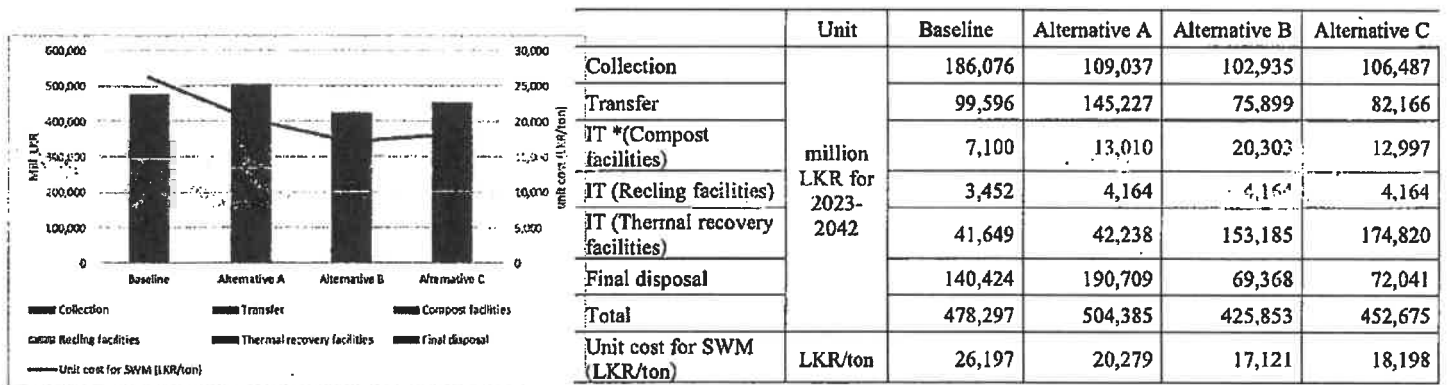 600,000
500,000
400,000
300,000
200,000
100,000
0
Mill LKR
30,000
25,000
20,000
15,000
10,000
5,000
0
Unit cost (LKR/ton)
Baseline Alternative A Alternative B Alternative C
Collection Transfer Compost facilities
Recling facilities Thermal recovery facilities Final disposal
Unit cost for SWM (LKR/ton)
Unit Baseline Alternative A Alternative B Alternative C
Collection 186,076 109,037 102,935 106,487
Transfer 99,596 145,227 75,899 82,166
IT *(Compost
facilities) 7,100 13,010 20,303 12,997
IT (Recling facilities) 3,452 4,164 4,164 4,164
IT (Thermal recovery
facilities) 41,649 42,238 153,185 174,820
Final disposal 140,424 190,709 69,368 72,041
Total 478,297 504,385 425,853 452,675
million
LKR for
2023-
2042
Unit cost for SWM
(LKR/ton) LKR/ton 26,197 20,279 17,121 18,198